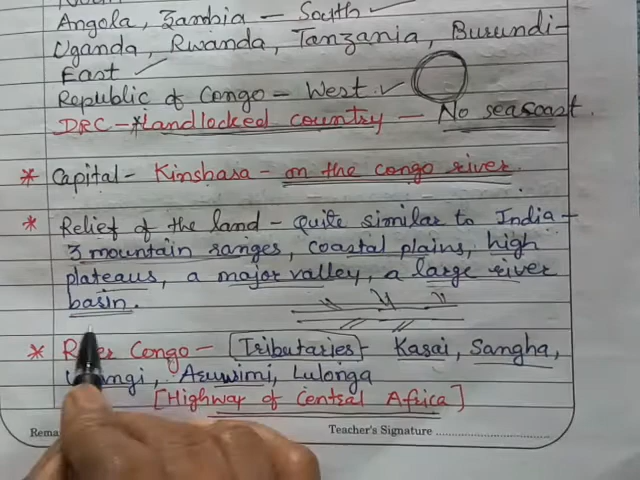 Angola, Zambia - South
Uganda, Rwanda, Tanzania, Burundi-
East
Republic of Congo - West.
DRC-*Landlocked country - No seacoast.
* Capital- Kinshasa - on the congo river.
* Relief of the land - quite similar to India-
3 mountain ranges, coastal plains, high
plateaus, a major valley, a large river
basin.
* River Congo- Tributaries- Kasai, Sangha,
Aruwimi, Lulonga
[Highway of Central Africa]
Teacher's Signature